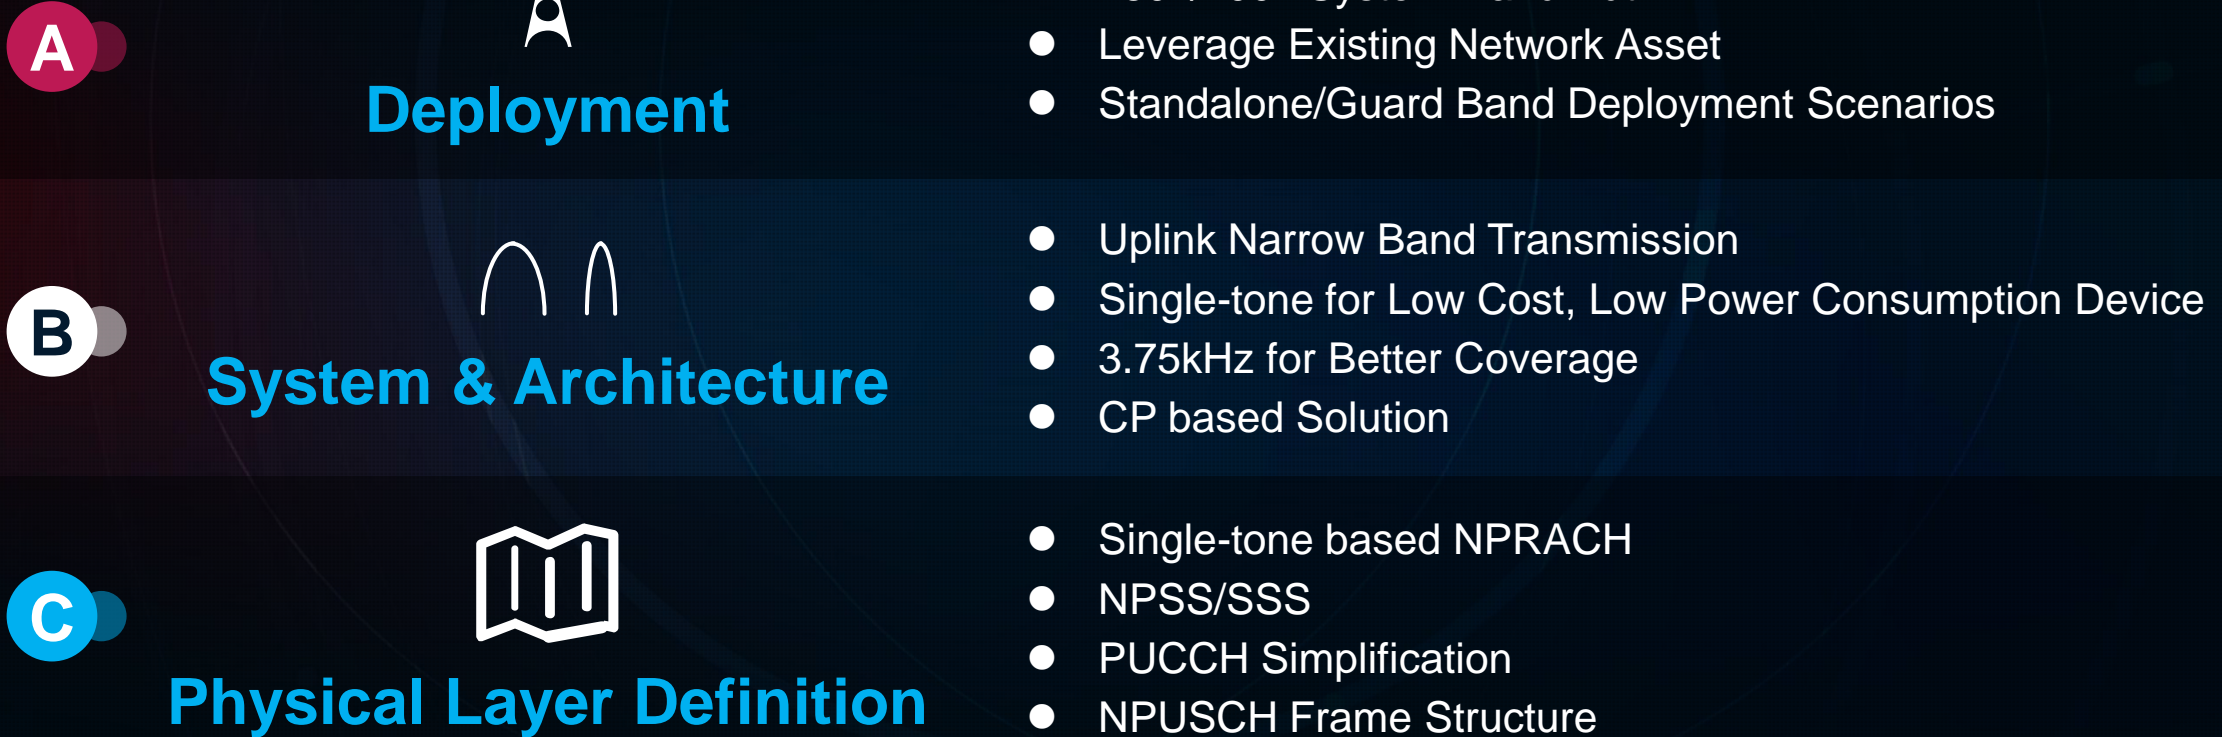 A
Deployment
Leverage Existing Network Asset
Standalone/Guard Band Deployment Scenarios
B
System & Architecture
Uplink Narrow Band Transmission
Single-tone for Low Cost, Low Power Consumption Device
3.75kHz for Better Coverage
CP based Solution
C
Physical Layer Definition
Single-tone based NPRACH
NPSS/SSS
PUCCH Simplification
NPUSCH Frame Structure